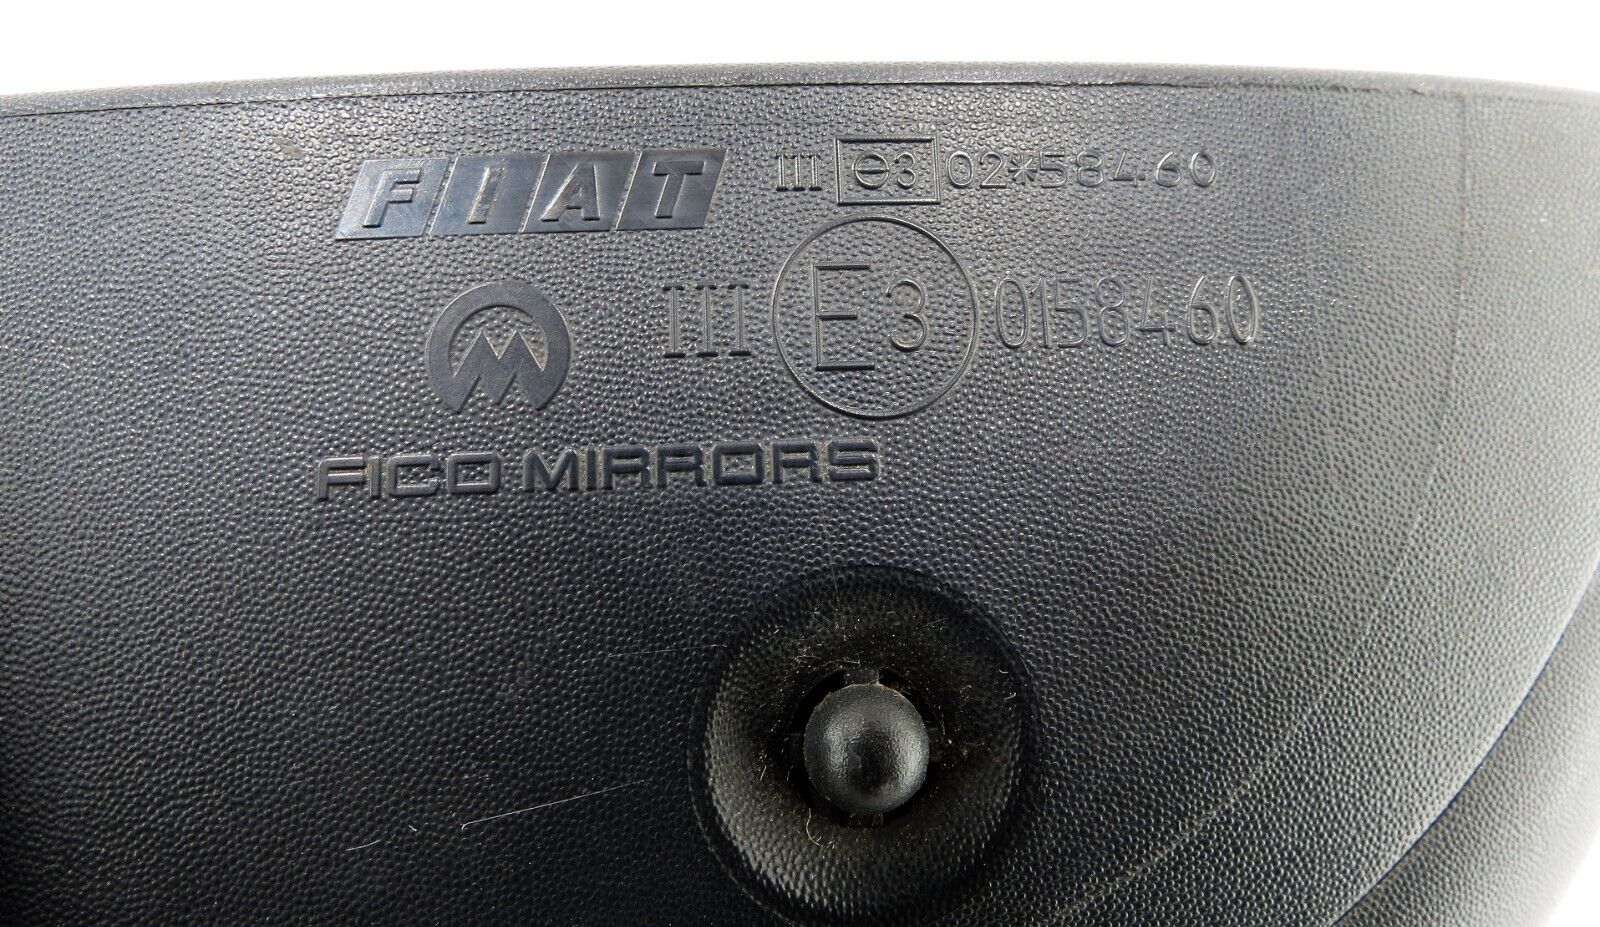 FIAT
III e3 02*58460
III E3 0158460
FICO MIRRORS